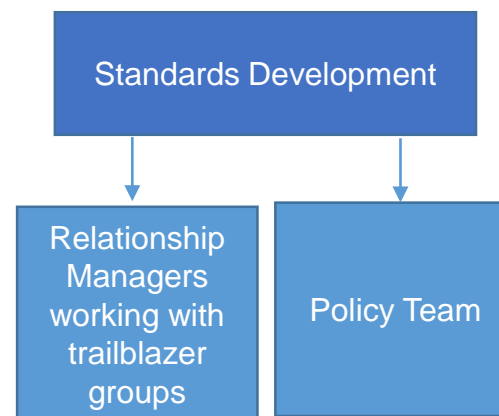 Standards Development
Relationship
Managers
working with
trailblazer
groups
Policy Team